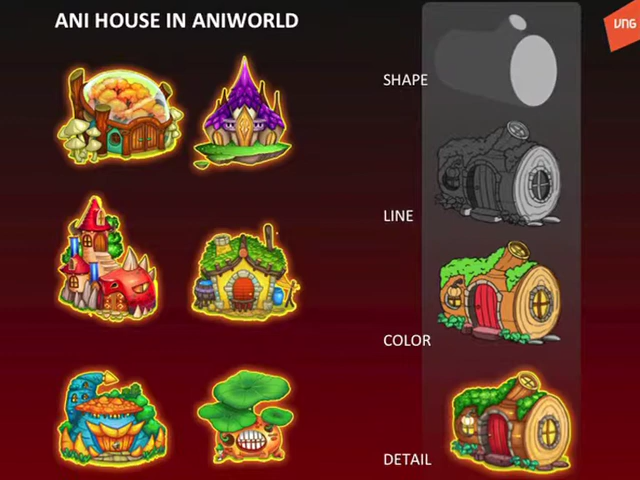 ANI HOUSE IN ANIWORLD
VNG
SHAPE
LINE
COLOR
DETAIL